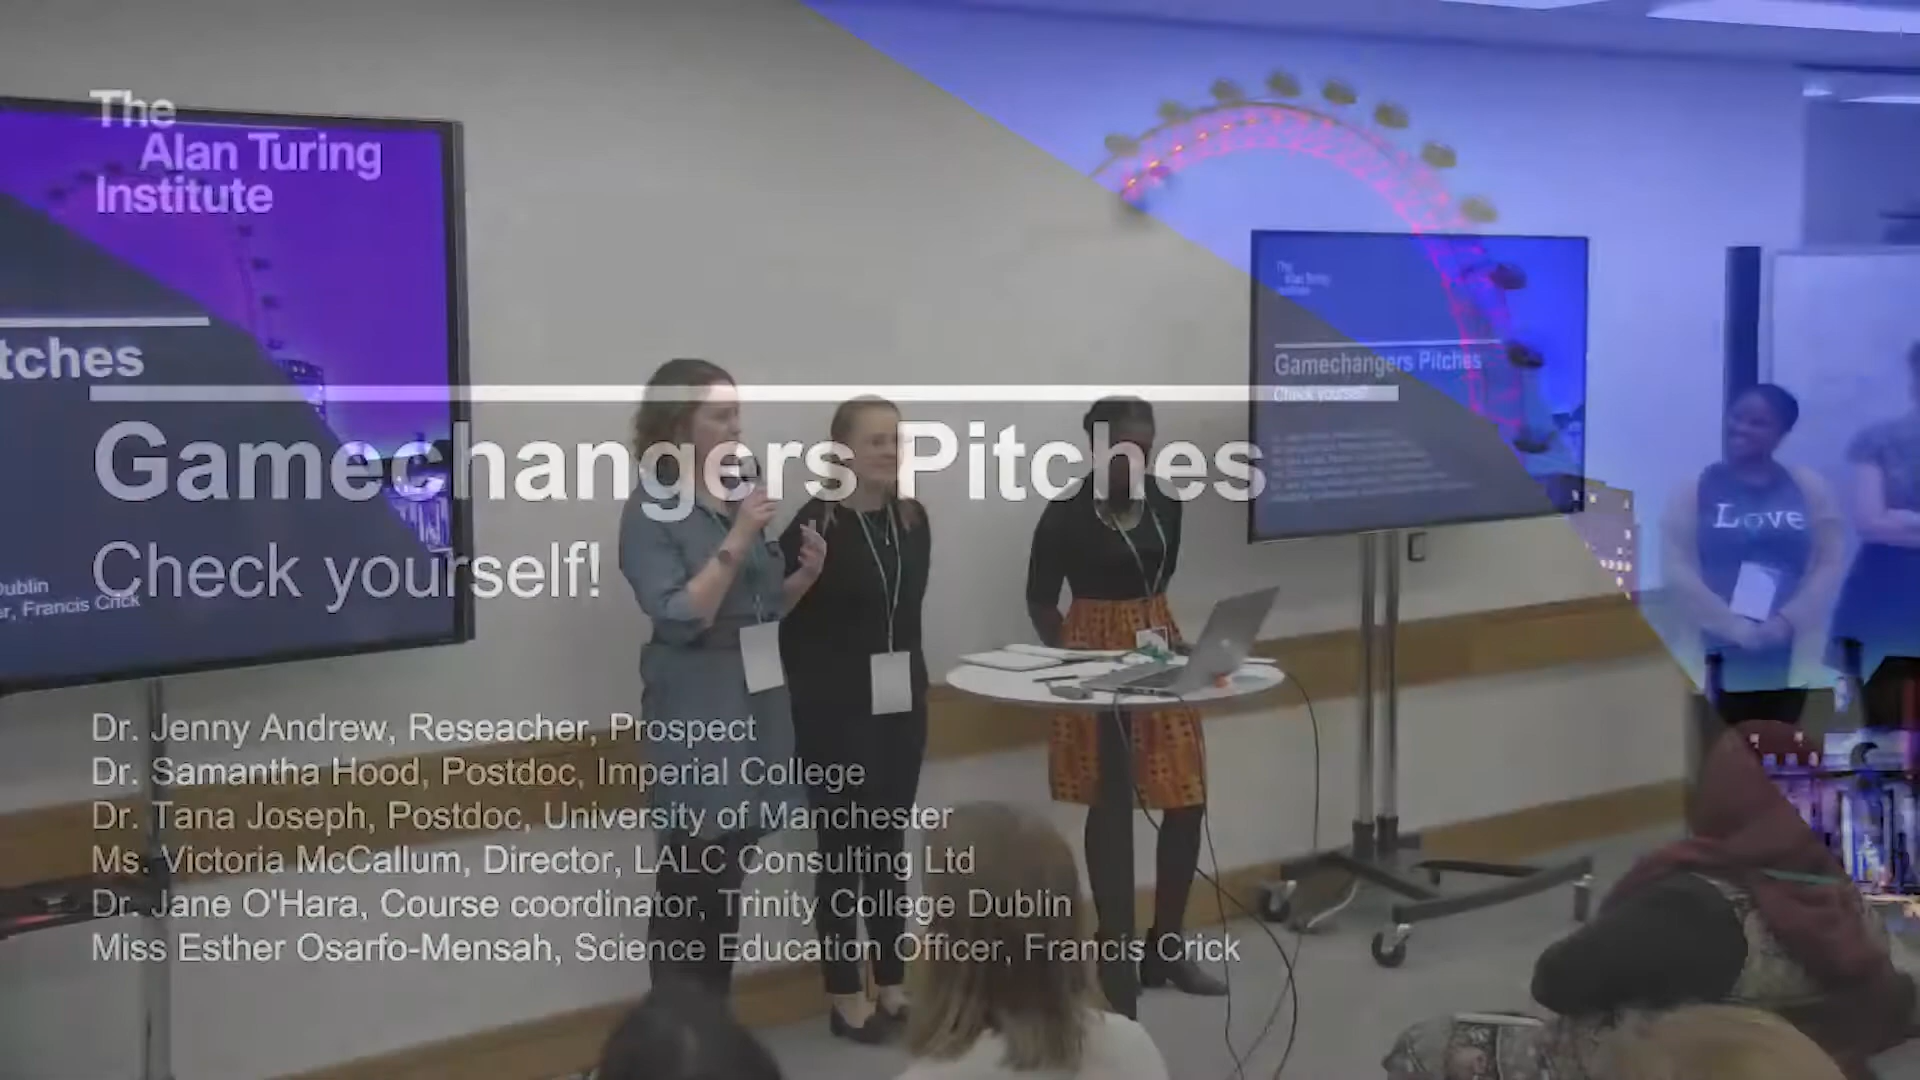 The
Alan Turing
Institute
tches
Dublin
er, Francis Crick
Gamechangers Pitches
Check yourself!
Dr. Jenny Andrew, Reseacher, Prospect
Dr. Samantha Hood, Postdoc, Imperial College
Dr. Tana Joseph, Postdoc, University of Manchester
Ms. Victoria McCallum, Director, LALC Consulting Ltd
Dr. Jane O'Hara, Course coordinator, Trinity College Dublin
Miss Esther Osarfo-Mensah, Science Education Officer, Francis Crick
Gamechangers Pitches
Check yourself!
Love